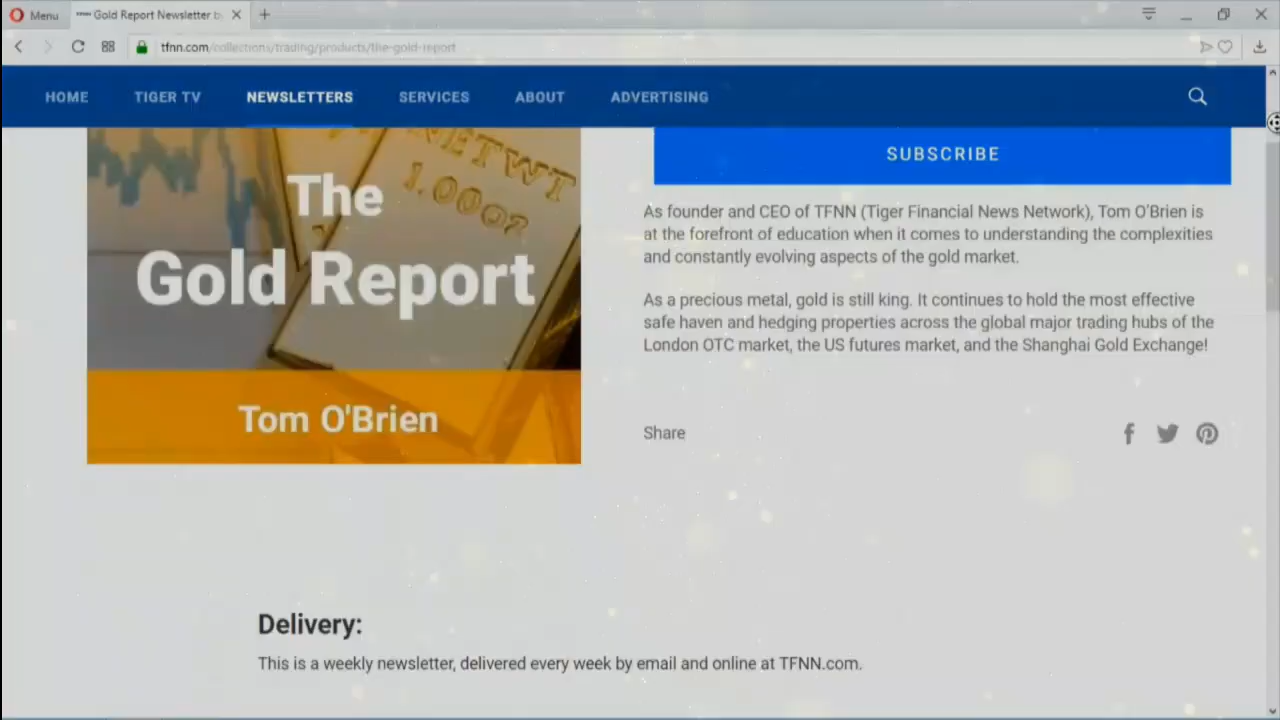 Menu
Gold Report Newsletter b
tfnn.com/collections/trading/products/the-gold-report
HOME TIGER TV NEWSLETTERS SERVICES ABOUT ADVERTISING
NETWT
1.00OZ
The
Gold Report
Tom O'Brien
SUBSCRIBE
As founder and CEO of TFNN (Tiger Financial News Network), Tom O'Brien is
at the forefront of education when it comes to understanding the complexities
and constantly evolving aspects of the gold market.
As a precious metal, gold is still king. It continues to hold the most effective
safe haven and hedging properties across the global major trading hubs of the
London OTC market, the US futures market, and the Shanghai Gold Exchange!
Share
Delivery:
This is a weekly newsletter, delivered every week by email and online at TFNN.com.